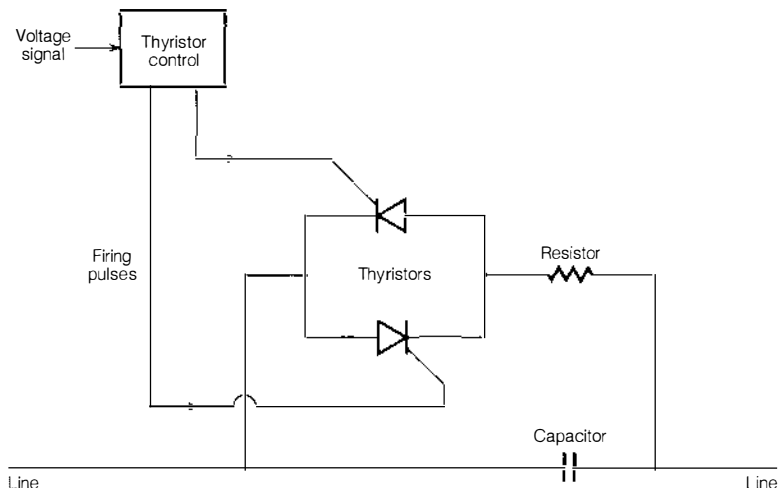 Voltage
signal
Thyristor
control
Firing
pulses
Thyristors
Resistor
Capacitor
Line
Line